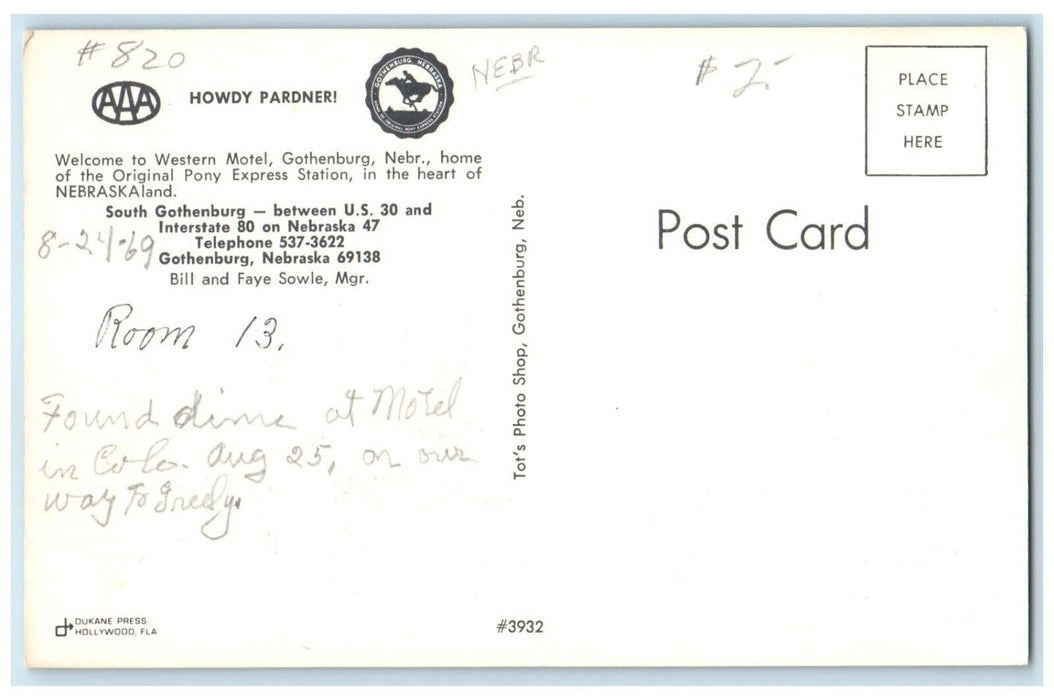 #820
NEBR
$2-
AAA
HOWDY PARDNER!
GOTHENBURG, NEBRASKA
PLACE
STAMP
HERE
Welcome to Western Motel, Gothenburg, Nebr., home
of the Original Pony Express Station, in the heart of
NEBRASKAland.
South Gothenburg — between U.S. 30 and
Interstate 80 on Nebraska 47
Telephone 537-3622
Gothenburg, Nebraska 69138
Bill and Faye Sowle, Mgr.
8-24-69
Room 13.
Found dime at Motel
in Colo. Aug 25, on our
way to Greely.
Tot's Photo Shop, Gothenburg, Neb.
Post Card
DUKANE PRESS
HOLLYWOOD, FLA
#3932